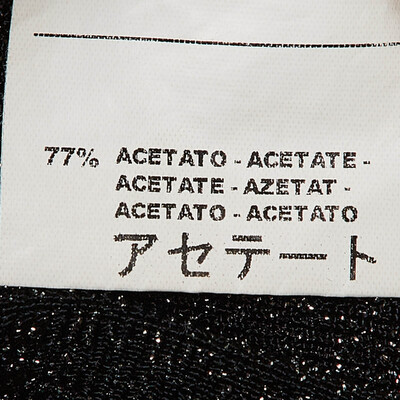 77% ACETATO - ACETATE -
ACETATE - AZETAT -
ACETATO - ACETATO
アセテート